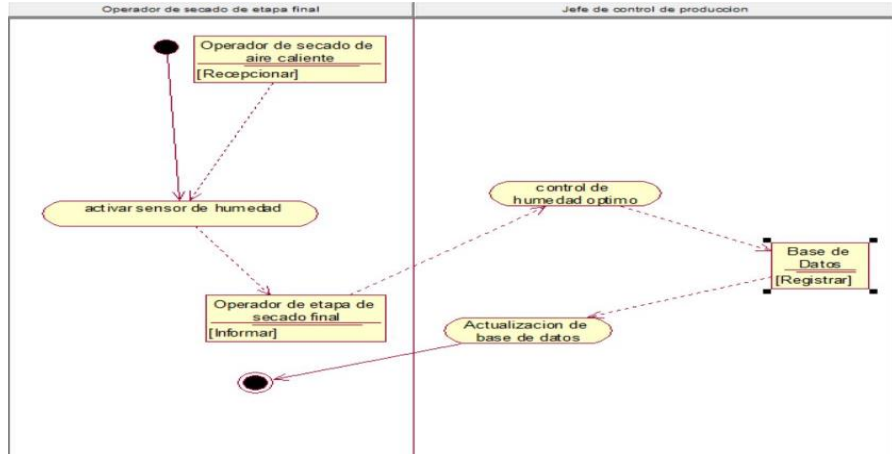 Operador de secado de etapa final
Jefe de control de produccion
Operador de secado de
aire caliente
[Recepcionar]
activar sensor de humedad
control de
humedad optimo
Base de
Datos
[Registrar]
Operador de etapa de
secado final
[Informar]
Actualizacion de
base de datos